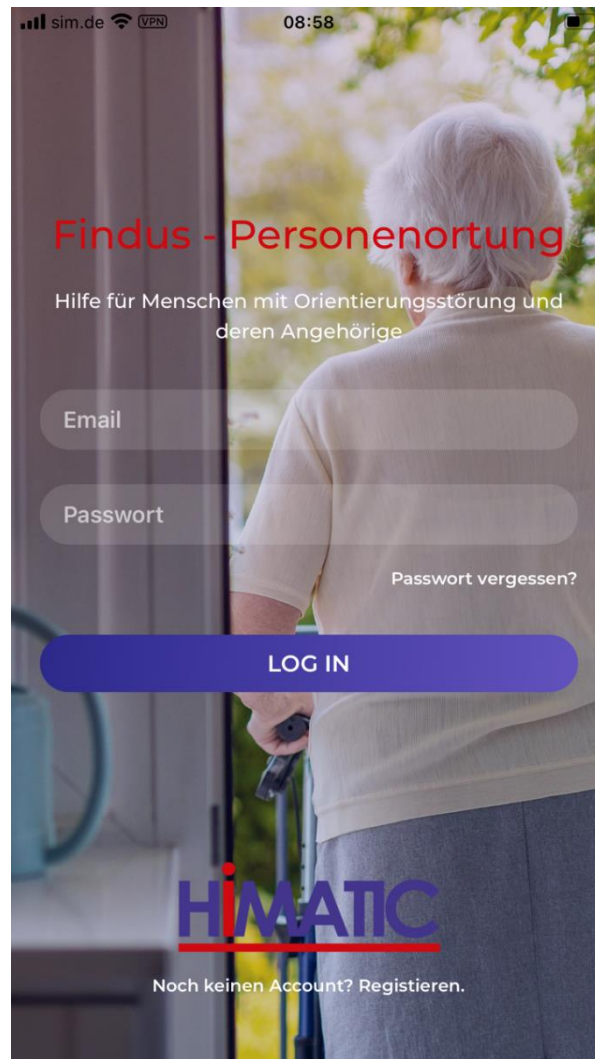 sim.de VPN 08:58
Findus - Personenortung
Hilfe für Menschen mit Orientierungsstörung und
deren Angehörige
Email
Passwort
Passwort vergessen?
LOG IN
HiMATIC
Noch keinen Account? Registieren.